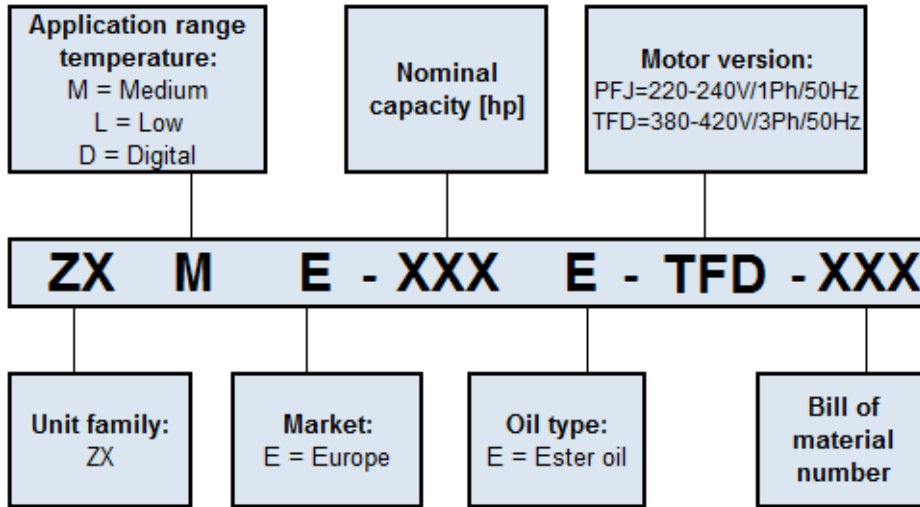 Application range
temperature:
M = Medium
L = Low
D = Digital
Nominal
capacity [hp]
Motor version:
PFJ=220-240V/1Ph/50Hz
TFD=380-420V/3Ph/50Hz
ZX M E - XXX E - TFD - XXX
Unit family:
ZX
Market:
E = Europe
Oil type:
E = Ester oil
Bill of
material
number